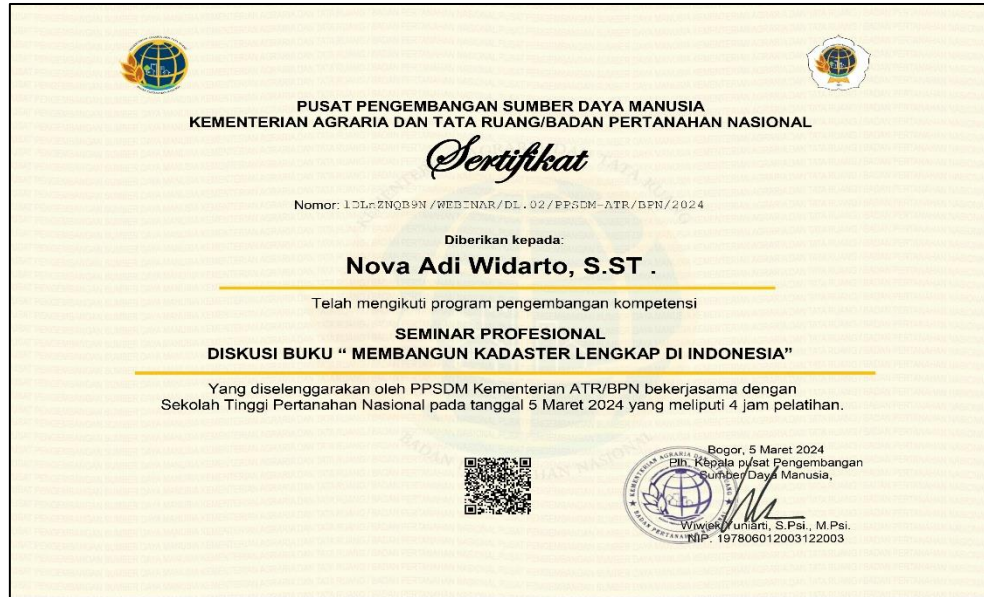 PUSAT PENGEMBANGAN SUMBER DAYA MANUSIA
KEMENTERIAN AGRARIA DAN TATA RUANG/BADAN PERTANAHAN NASIONAL
Sertifikat
Nomor: /WEBINAR/DL.02/PPSDM-ATR/BPN/2024
Diberikan kepada:
Nova Adi Widarto, S.ST .
Telah mengikuti program pengembangan kompetensi
SEMINAR PROFESIONAL
DISKUSI BUKU “ MEMBANGUN KADASTER LENGKAP DI INDONESIA”
Yang diselenggarakan oleh PPSDM Kementerian ATR/BPN bekerjasama dengan
Sekolah Tinggi Pertanahan Nasional pada tanggal 5 Maret 2024 yang meliputi 4 jam pelatihan.
Bogor, 5 Maret 2024
Plh. Kepala pusat Pengembangan
Sumber Daya Manusia,
Wiwiek Yuniarti, S.Psi., M.Psi.
NIP. 197806012003122003